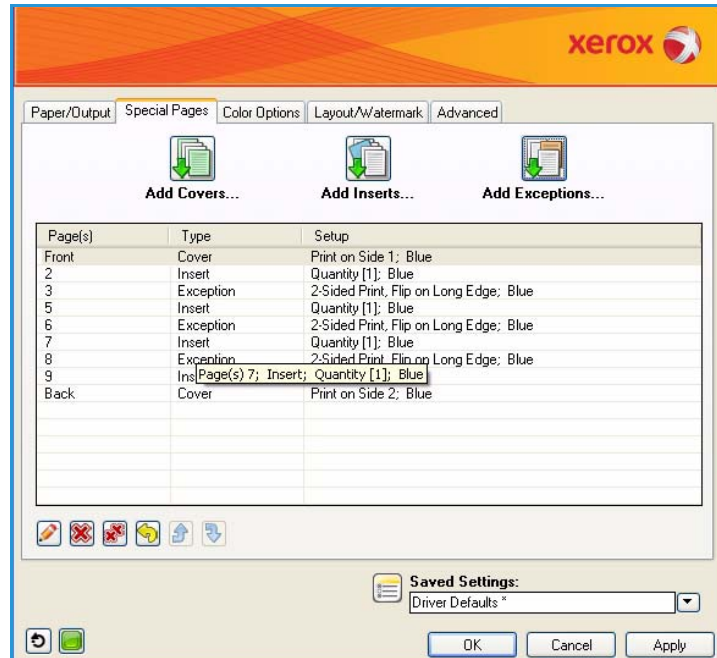 xerox
Paper/Output Special Pages Color Options Layout/Watermark Advanced
Add Covers... Add Inserts... Add Exceptions...
Page(s) Type Setup
Front Cover Print on Side 1; Blue
2 Insert Quantity [1]; Blue
3 Exception 2-Sided Print, Flip on Long Edge; Blue
5 Insert Quantity [1]; Blue
6 Exception 2-Sided Print, Flip on Long Edge; Blue
7 Insert Quantity [1]; Blue
8 Exception 2-Sided Print, Flip on Long Edge; Blue
9 Ins Page(s) 7; Insert; Quantity [1]; Blue
Back Cover Print on Side 2; Blue
Saved Settings:
Driver Defaults *
OK Cancel Apply